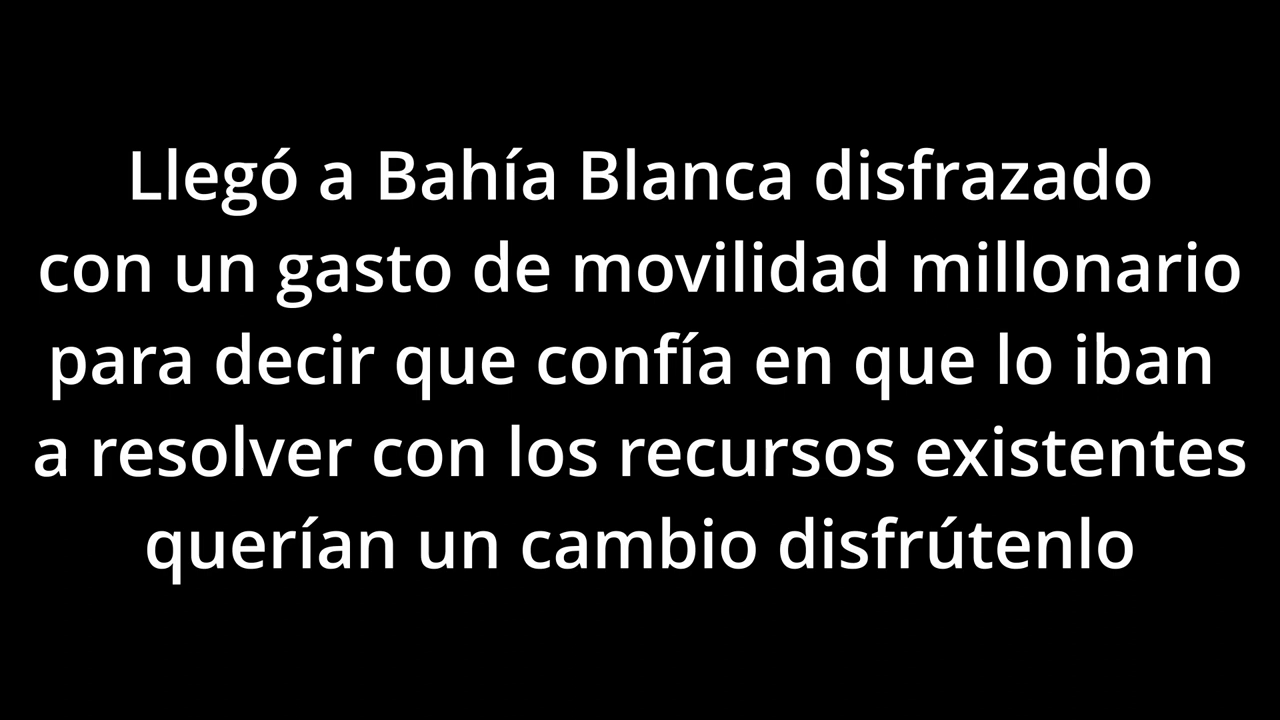 Llegó a Bahía Blanca disfrazado
con un gasto de movilidad millonario
para decir que confía en que lo iban
a resolver con los recursos existentes
querían un cambio disfrútenlo